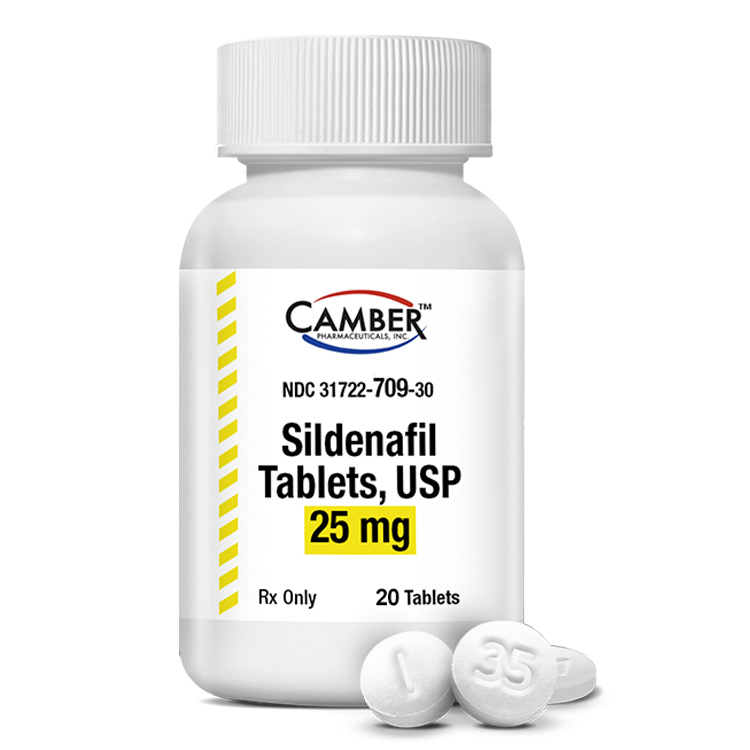 CAMBER™
PHARMACEUTICALS, INC.
NDC 31722-709-30
Sildenafil
Tablets, USP
25 mg
Rx Only 20 Tablets
I 35